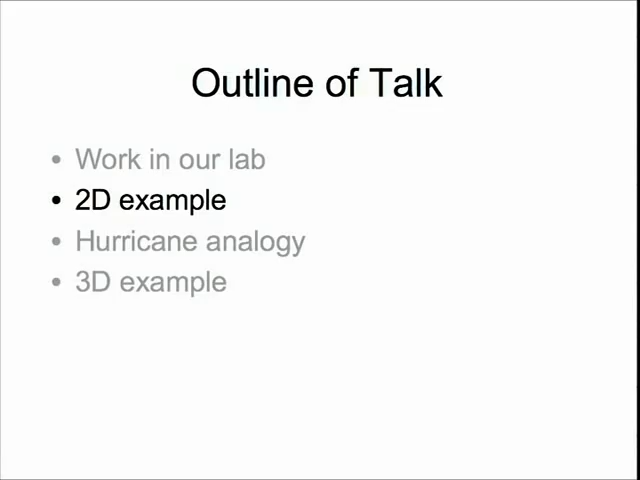 Outline of Talk
• Work in our lab
• 2D example
• Hurricane analogy
• 3D example